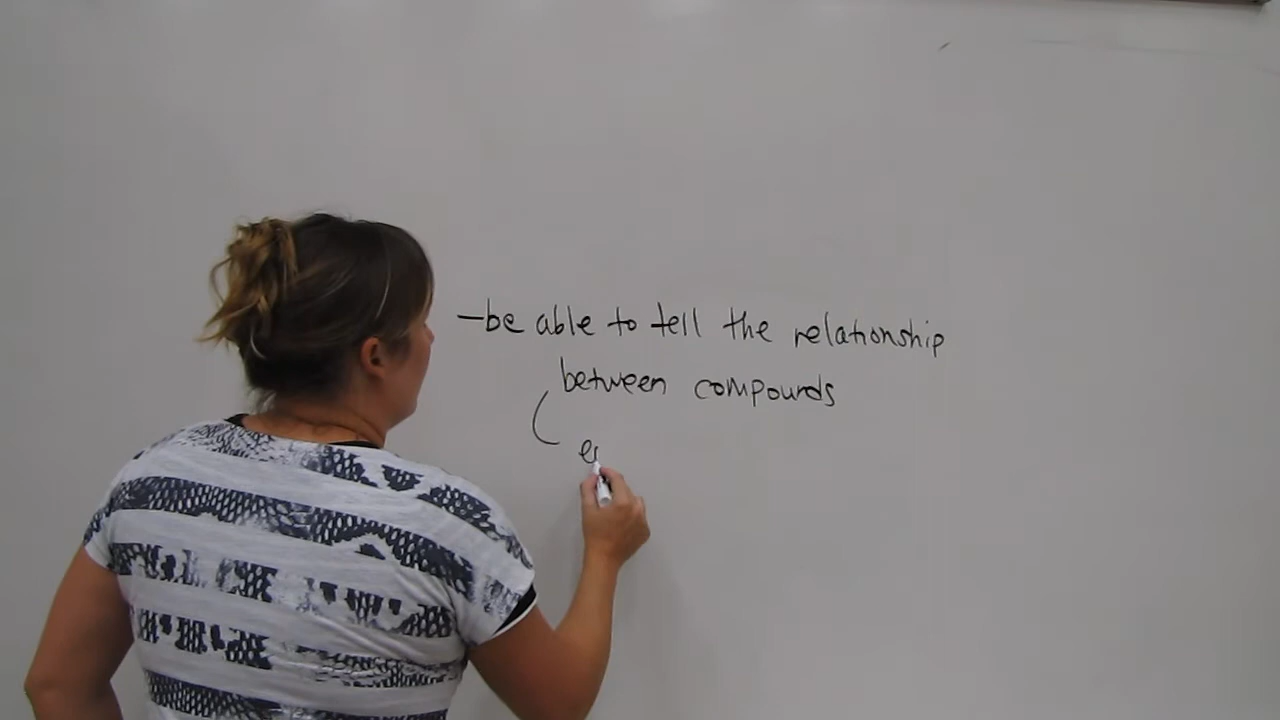 -be able to tell the relationship
between compounds